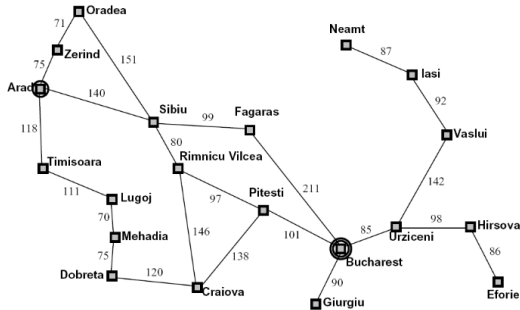 Oradea
71
Neamt
87
Zerind
151
75
Iasi
Arad
140
92
Sibiu
Fagaras
99
118
80
Vaslui
Timisoara
Rimnicu Vilcea
211
142
111
97
Pitesti
Lugoj
70
98
Hirsova
146
101
85
Mehadia
138
Urziceni
86
75
Bucharest
Dobreta
120
90
Craiova
Giurgiu
Eforie